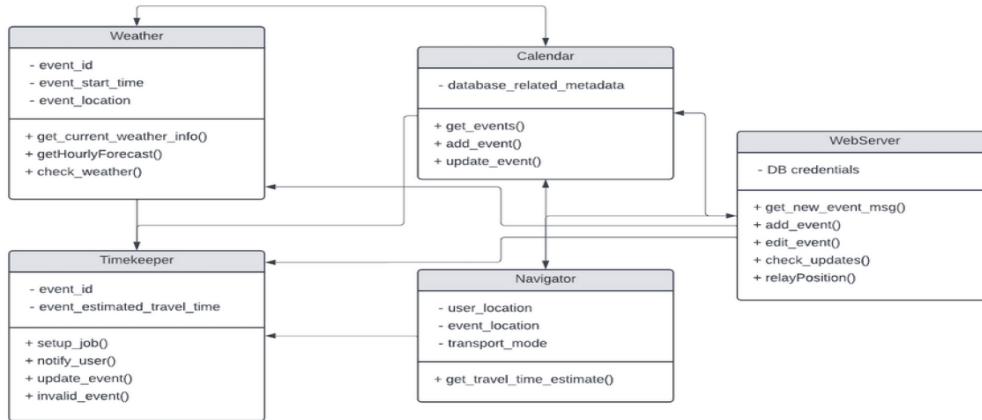 Weather
- event_id
- event_start_time
- event_location
+ get_current_weather_info()
+ getHourlyForecast()
+ check_weather()
Calendar
- database_related_metadata
+ get_events()
+ add_event()
+ update_event()
WebServer
- DB credentials
+ get_new_event_msg()
+ add_event()
+ edit_event()
+ check_updates()
+ relayPosition()
Timekeeper
- event_id
- event_estimated_travel_time
+ setup_job()
+ notify_user()
+ update_event()
+ invalid_event()
Navigator
- user_location
- event_location
- transport_mode
+ get_travel_time_estimate()